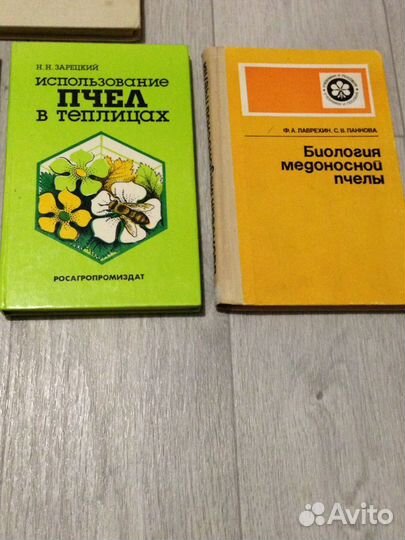 Н. Н. ЗАРЕЦКИЙ
ИСПОЛЬЗОВАНИЕ
ПЧЕЛ
В ТЕПЛИЦАХ
РОСАГРОПРОМИЗДАТ
Ф. А. ЛАВРЕХИН, С. В. ПАНКОВА
Биология
медоносной
пчелы
Avito